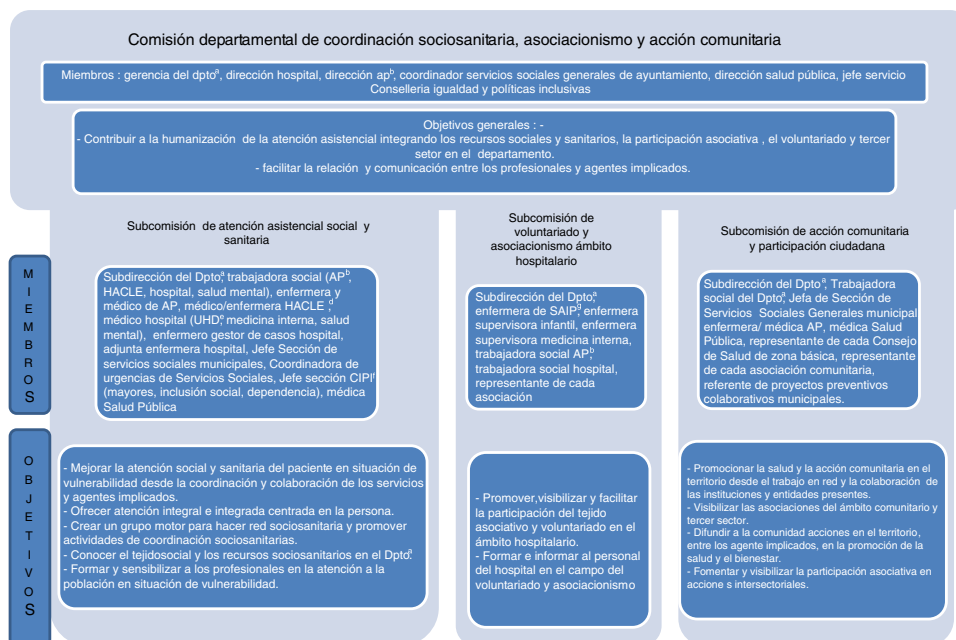 Comisión departamental de coordinación sociosanitaria, asociacionismo y acción comunitaria
Miembros : gerencia del dptoª, dirección hospital, dirección apᵇ, coordinador servicios sociales generales de ayuntamiento, dirección salud pública, jefe servicio
Conselleria igualdad y políticas inclusivas
Objetivos generales : -
- Contribuir a la humanización de la atención asistencial integrando los recursos sociales y sanitarios, la participación asociativa , el voluntariado y tercer
setor en el departamento.
- facilitar la relación y comunicación entre los profesionales y agentes implicados.
Subcomisión de atención asistencial social y
sanitaria
Subcomisión de
voluntariado y
asociacionismo ámbito
hospitalario
Subcomisión de acción comunitaria
y participación ciudadana
MIEMBROS
Subdirección del Dptoª, trabajadora social (APᵇ,
HACLE, hospital, salud mental), enfermera y
médico de AP, médico/enfermera HACLEᵈ,
médico hospital (UHDᵉ, medicina interna, salud
mental), enfermero gestor de casos hospital,
adjunta enfermera hospital, Jefe Sección de
servicios sociales municipales, Coordinadora de
urgencias de Servicios Sociales, Jefe sección CIPIᶠ
(mayores, inclusión social, dependencia), médica
Salud Pública
Subdirección del Dptoª,
enfermera de SAIPᵍ, enfermera
supervisora infantil, enfermera
supervisora medicina interna,
trabajadora social APᵇ,
trabajadora social hospital,
representante de cada
asociación
Subdirección del Dptoª, Trabajadora
social del Dptoª, Jefa de Sección de
Servicios Sociales Generales municipal
enfermera/ médica AP, médica Salud
Pública, representante de cada Consejo
de Salud de zona básica, representante
de cada asociación comunitaria,
referente de proyectos preventivos
colaborativos municipales.
OBJETIVOS
- Mejorar la atención social y sanitaria del paciente en situación de
vulnerabilidad desde la coordinación y colaboración de los servicios
y agentes implicados.
- Ofrecer atención integral e integrada centrada en la persona.
- Crear un grupo motor para hacer red sociosanitaria y promover
actividades de coordinación sociosanitarias.
- Conocer el tejidosocial y los recursos sociosanitarios en el Dptoª.
- Formar y sensibilizar a los profesionales en la atención a la
población en situación de vulnerabilidad.
- Promover,visibilizar y facilitar
la participación del tejido
asociativo y voluntariado en el
ámbito hospitalario.
- Formar e informar al personal
del hospital en el campo del
voluntariado y asociacionismo
- Promocionar la salud y la acción comunitaria en el
territorio desde el trabajo en red y la colaboración de
las instituciones y entidades presentes.
- Visibilizar las asociaciones del ámbito comunitario y
tercer sector.
- Difundir a la comunidad acciones en el territorio,
entre los agente implicados, en la promoción de la
salud y el bienestar.
- Fomentar y visibilizar la participación asociativa en
accione s intersectoriales.